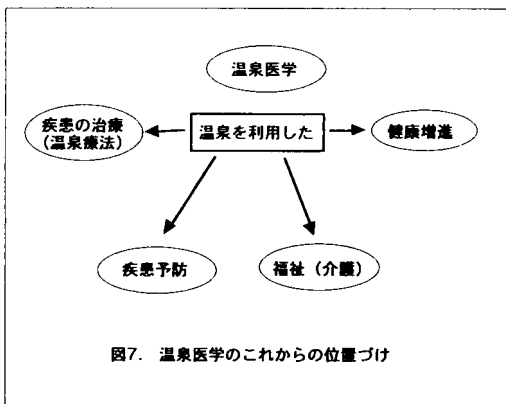 温泉医学
疾患の治療
(温泉療法)
温泉を利用した
健康増進
疾患予防
福祉(介護)
図7. 温泉医学のこれからの位置づけ